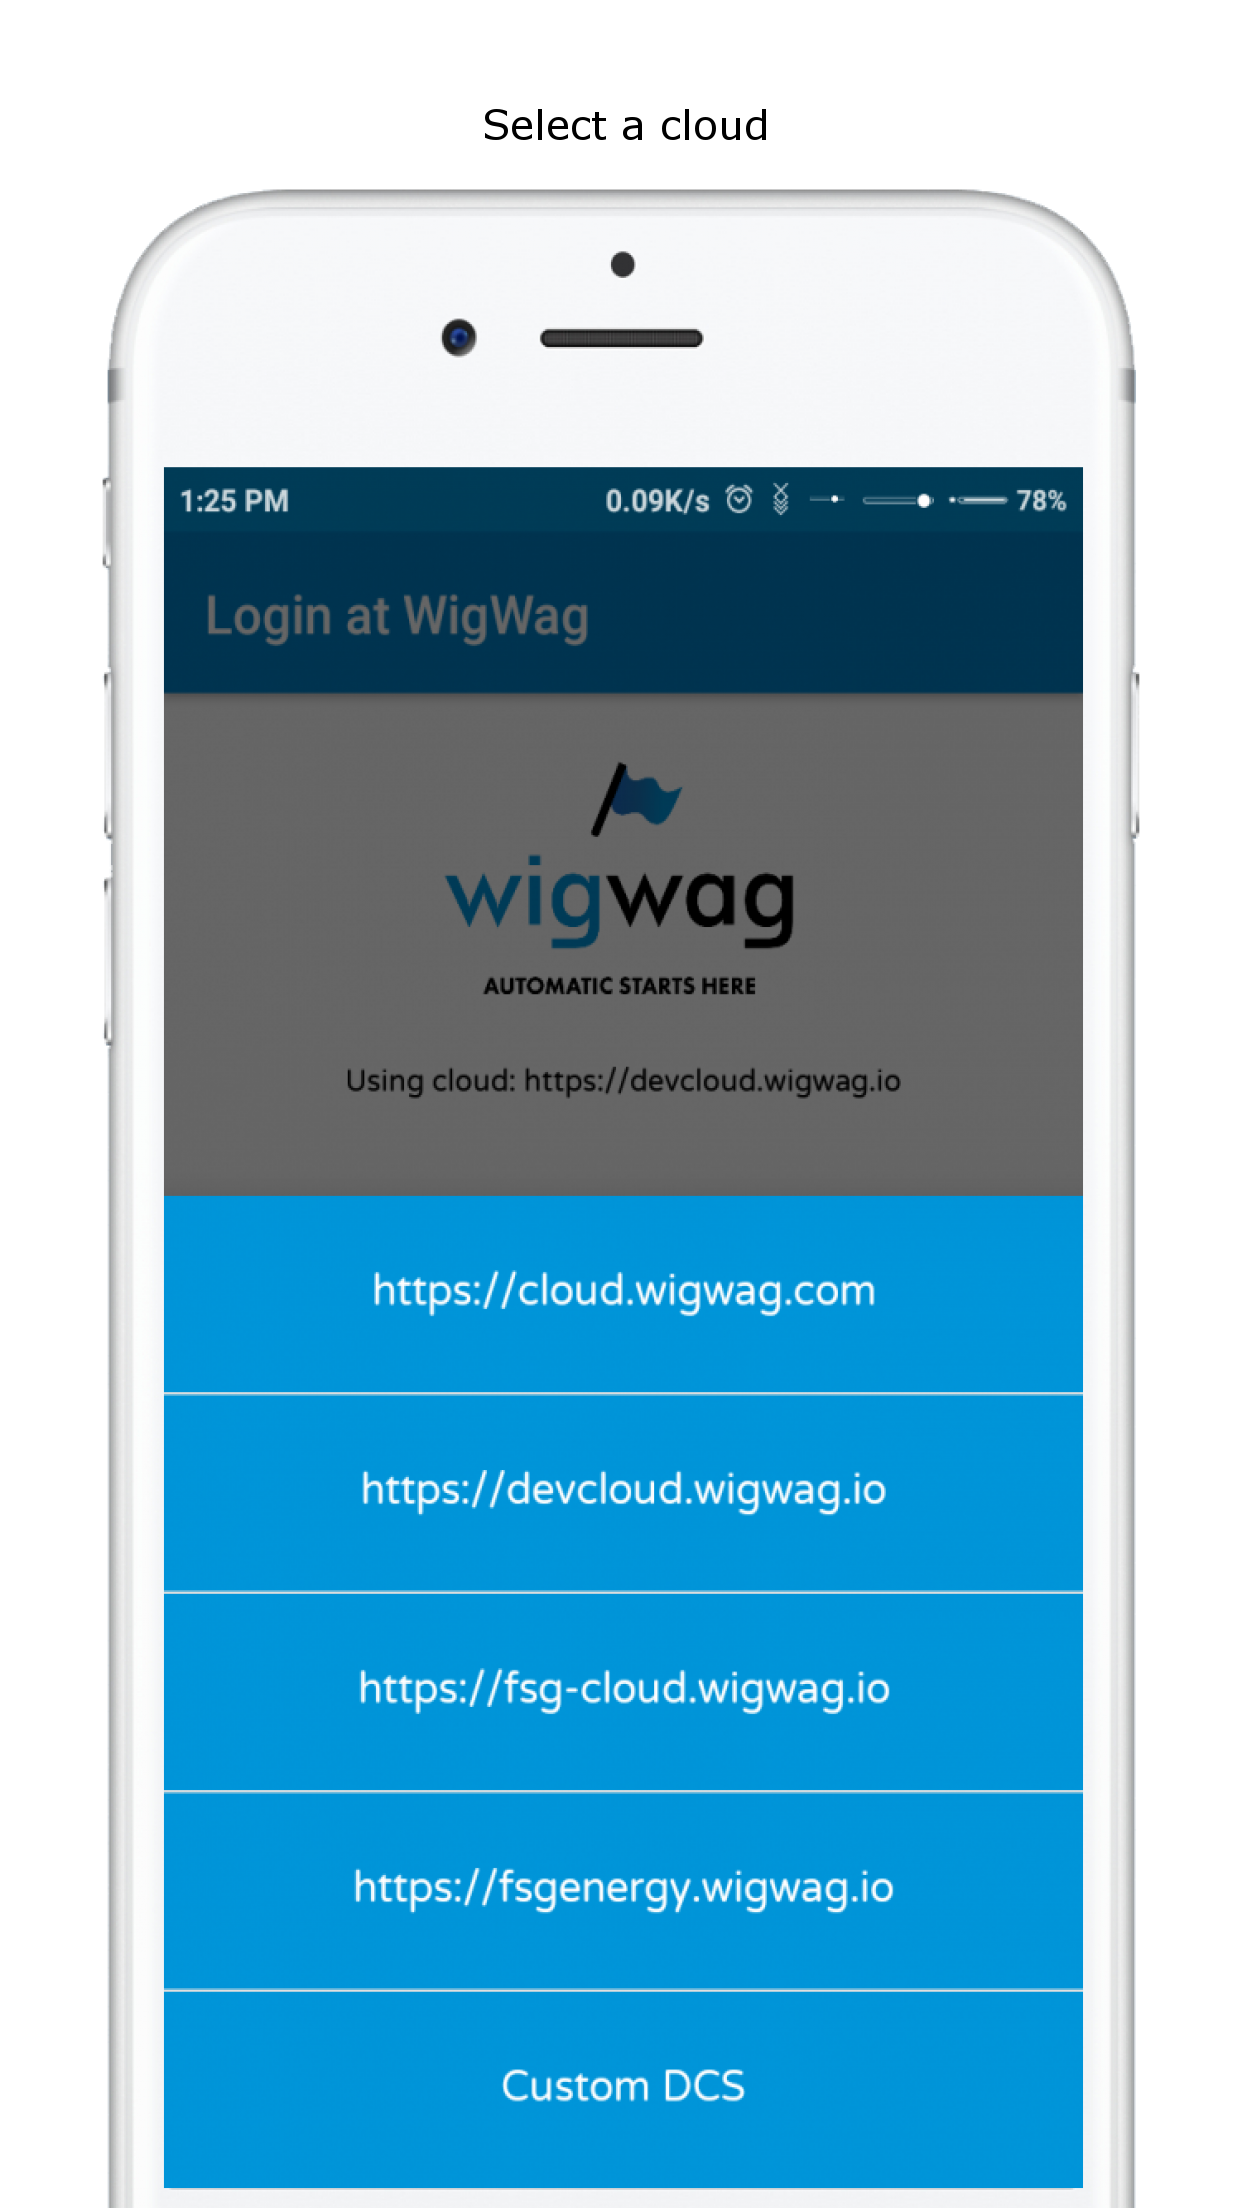 Select a cloud
1:25 PM 0.09K/s 78%
Login at WigWag
wigwag
AUTOMATIC STARTS HERE
Using cloud: https://devcloud.wigwag.io
https://cloud.wigwag.com
https://devcloud.wigwag.io
https://fsg-cloud.wigwag.io
https://fsgenergy.wigwag.io
Custom DCS